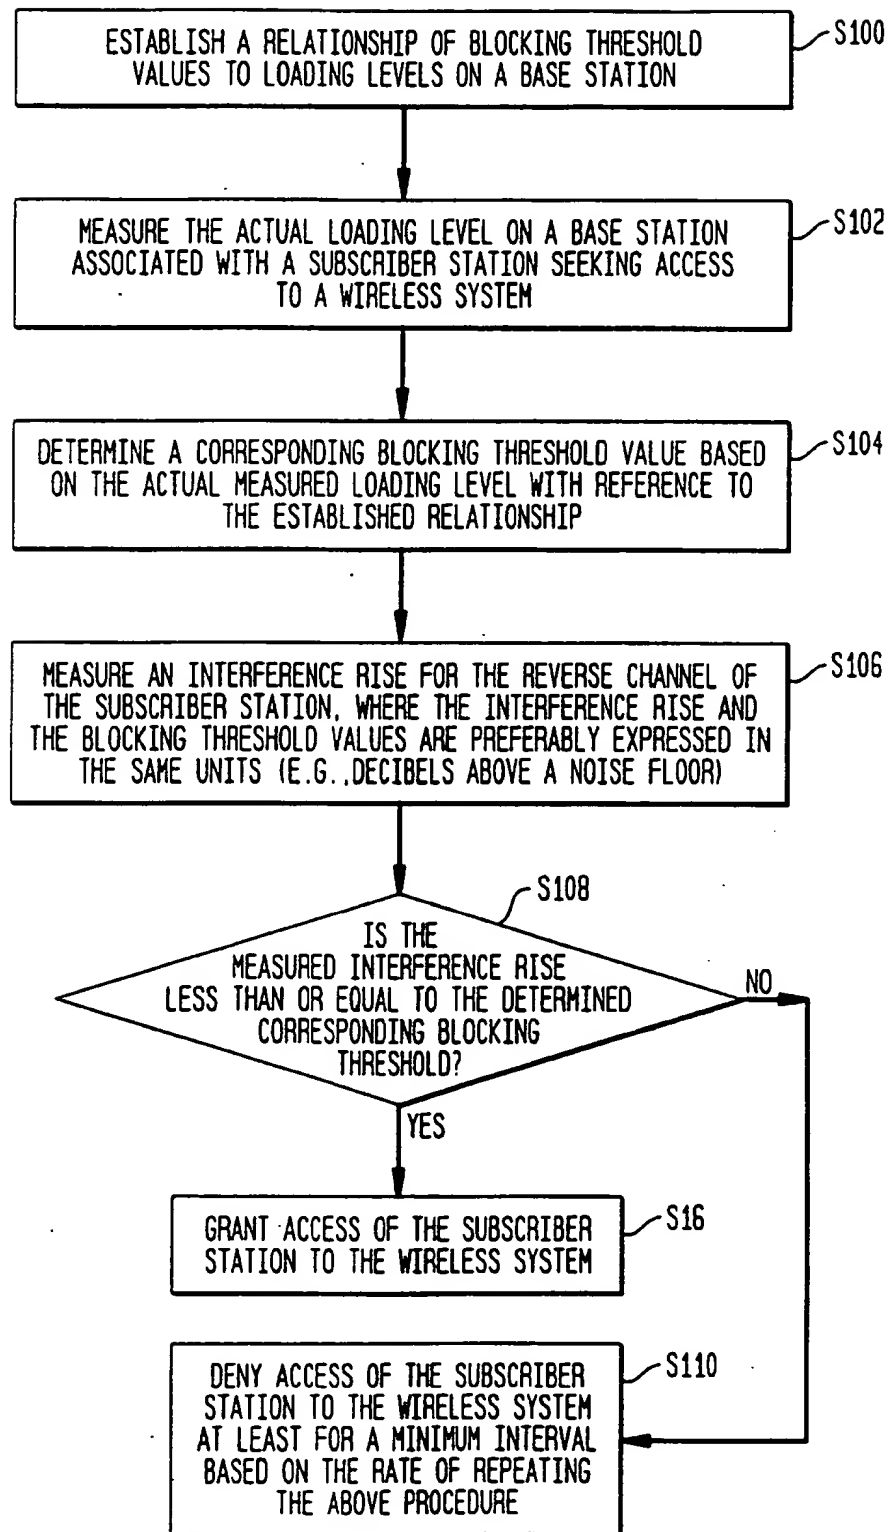 ESTABLISH A RELATIONSHIP OF BLOCKING THRESHOLD
VALUES TO LOADING LEVELS ON A BASE STATION
S100
MEASURE THE ACTUAL LOADING LEVEL ON A BASE STATION
ASSOCIATED WITH A SUBSCRIBER STATION SEEKING ACCESS
TO A WIRELESS SYSTEM
S102
DETERMINE A CORRESPONDING BLOCKING THRESHOLD VALUE BASED
ON THE ACTUAL MEASURED LOADING LEVEL WITH REFERENCE TO
THE ESTABLISHED RELATIONSHIP
S104
MEASURE AN INTERFERENCE RISE FOR THE REVERSE CHANNEL OF
THE SUBSCRIBER STATION, WHERE THE INTERFERENCE RISE AND
THE BLOCKING THRESHOLD VALUES ARE PREFERABLY EXPRESSED IN
THE SAME UNITS (E.G.,DECIBELS ABOVE A NOISE FLOOR)
S106
S108
IS THE
MEASURED INTERFERENCE RISE
LESS THAN OR EQUAL TO THE DETERMINED
CORRESPONDING BLOCKING
THRESHOLD?
NO
YES
GRANT ACCESS OF THE SUBSCRIBER
STATION TO THE WIRELESS SYSTEM
S16
DENY ACCESS OF THE SUBSCRIBER
STATION TO THE WIRELESS SYSTEM
AT LEAST FOR A MINIMUM INTERVAL
BASED ON THE RATE OF REPEATING
THE ABOVE PROCEDURE
S110